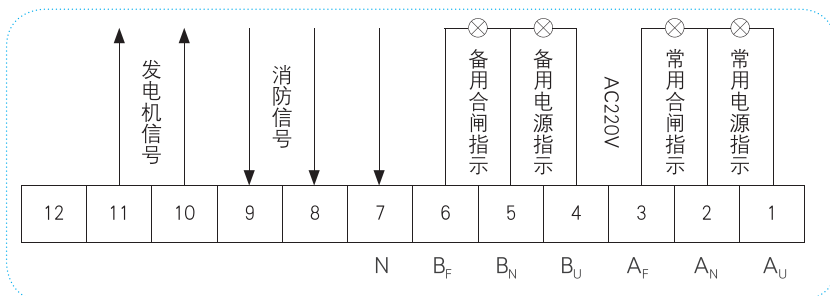 发电机信号
消防信号
备用合闸指示
备用电源指示
AC220V
常用合闸指示
常用电源指示
12 11 10 9 8 7 6 5 4 3 2 1
N BF BN BU AF AN AU